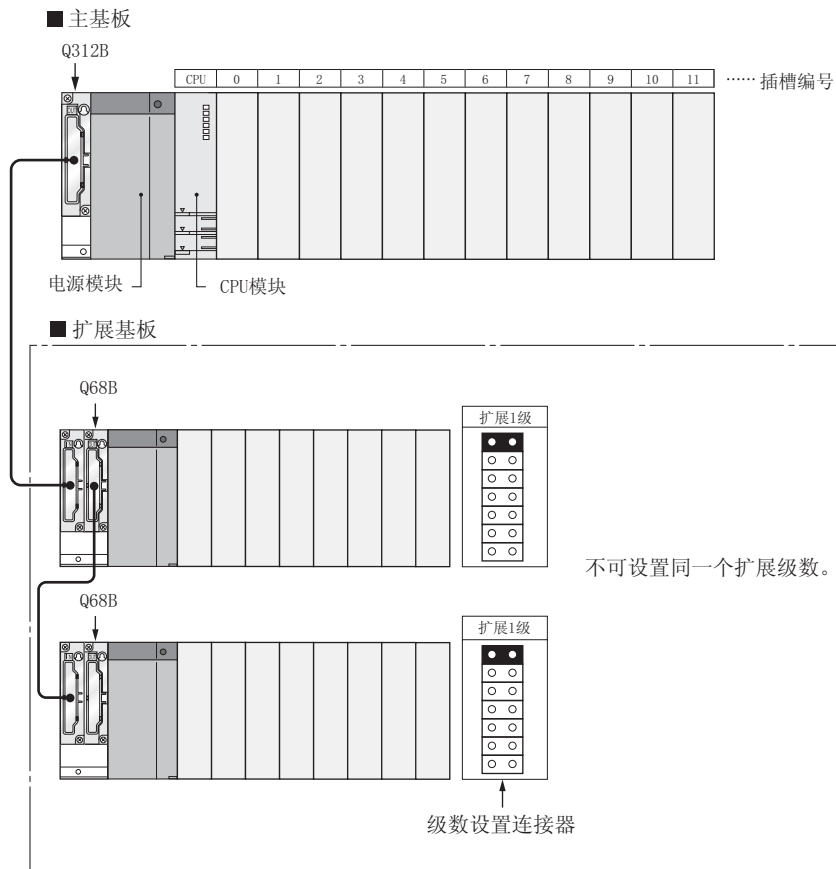 ■ 主基板
Q312B
CPU 0 1 2 3 4 5 6 7 8 9 10 11 ……插槽编号
电源模块 CPU模块
■ 扩展基板
Q68B
扩展1级
不可设置同一个扩展级数。
Q68B
扩展1级
级数设置连接器